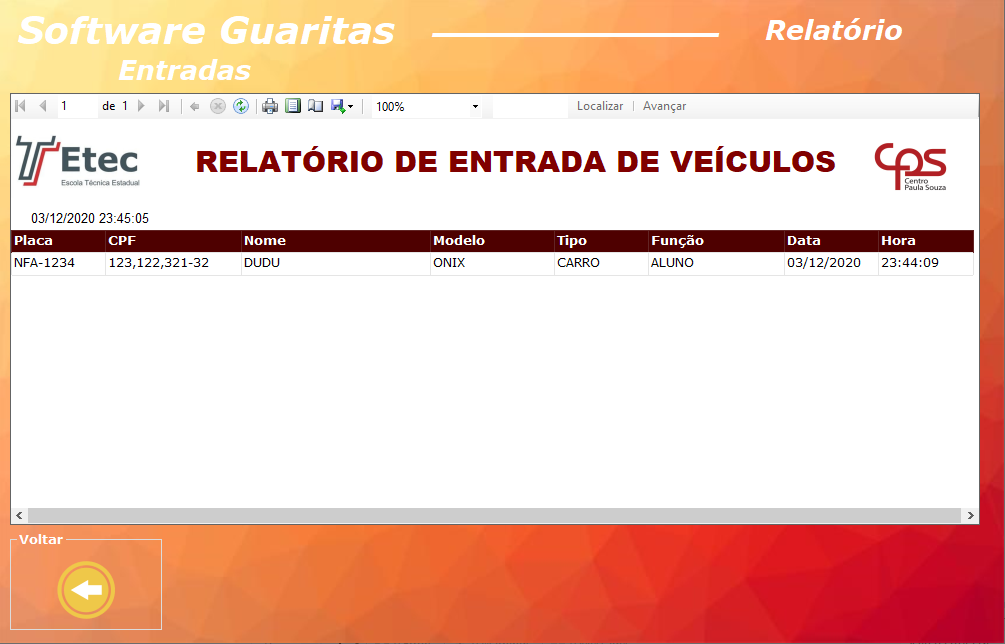 Software Guaritas
Relatório
Entradas
1 de 1 100% Localizar Avançar
Etec
Escola Técnica Estadual
RELATÓRIO DE ENTRADA DE VEÍCULOS
CPS
Centro
Paula Souza
03/12/2020 23:45:05
Placa CPF Nome Modelo Tipo Função Data Hora
NFA-1234 123,122,321-32 DUDU ONIX CARRO ALUNO 03/12/2020 23:44:09
Voltar